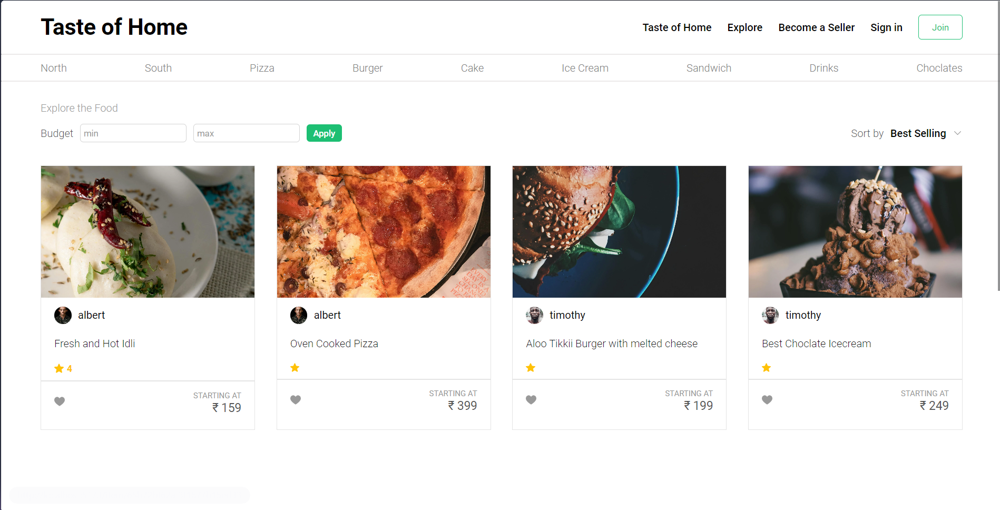 Taste of Home
Taste of Home Explore Become a Seller Sign in Join
North South Pizza Burger Cake Ice Cream Sandwich Drinks Choclates
Explore the Food
Budget min max Apply Sort by Best Selling
albert
Fresh and Hot Idli
4
STARTING AT
₹ 159
EVERY
DAY IS
albert
Oven Cooked Pizza
STARTING AT
₹ 399
timothy
Aloo Tikkii Burger with melted cheese
STARTING AT
₹ 199
timothy
Best Choclate Icecream
STARTING AT
₹ 249